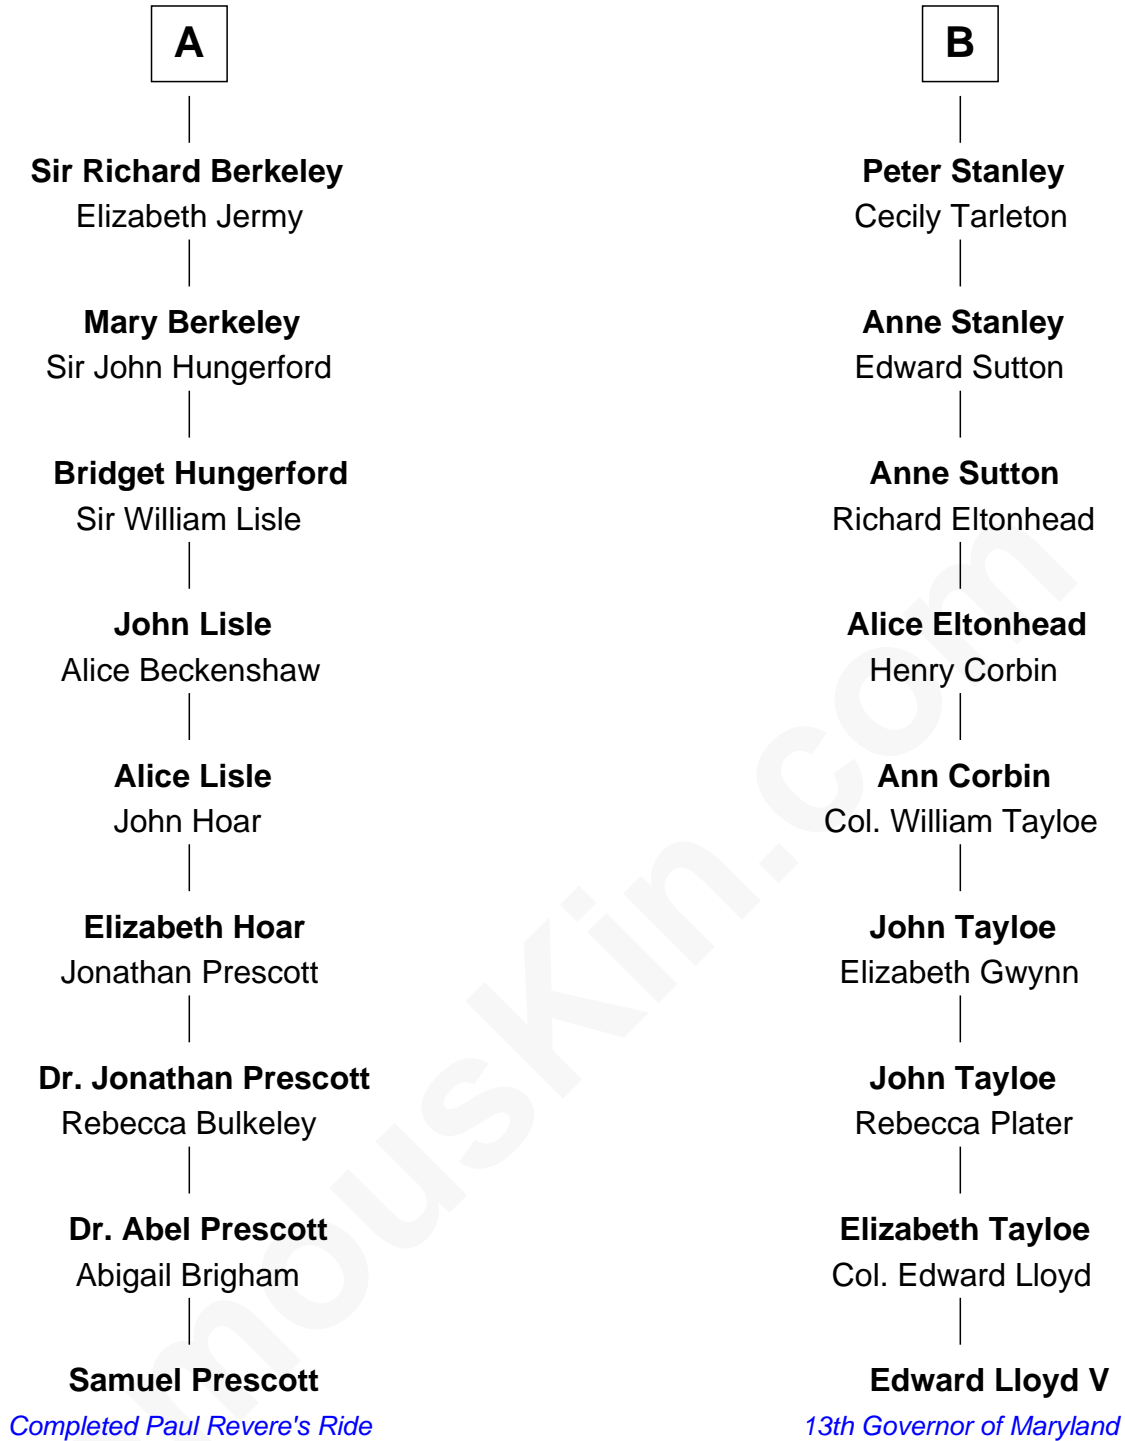 A
Sir Richard Berkeley
Elizabeth Jermy
Mary Berkeley
Sir John Hungerford
Bridget Hungerford
Sir William Lisle
John Lisle
Alice Beckenshaw
Alice Lisle
John Hoar
Elizabeth Hoar
Jonathan Prescott
Dr. Jonathan Prescott
Rebecca Bulkeley
Dr. Abel Prescott
Abigail Brigham
Samuel Prescott
Completed Paul Revere's Ride
B
Peter Stanley
Cecily Tarleton
Anne Stanley
Edward Sutton
Anne Sutton
Richard Eltonhead
Alice Eltonhead
Henry Corbin
Ann Corbin
Col. William Tayloe
John Tayloe
Elizabeth Gwynn
John Tayloe
Rebecca Plater
Elizabeth Tayloe
Col. Edward Lloyd
Edward Lloyd V
13th Governor of Maryland
mousKin.com